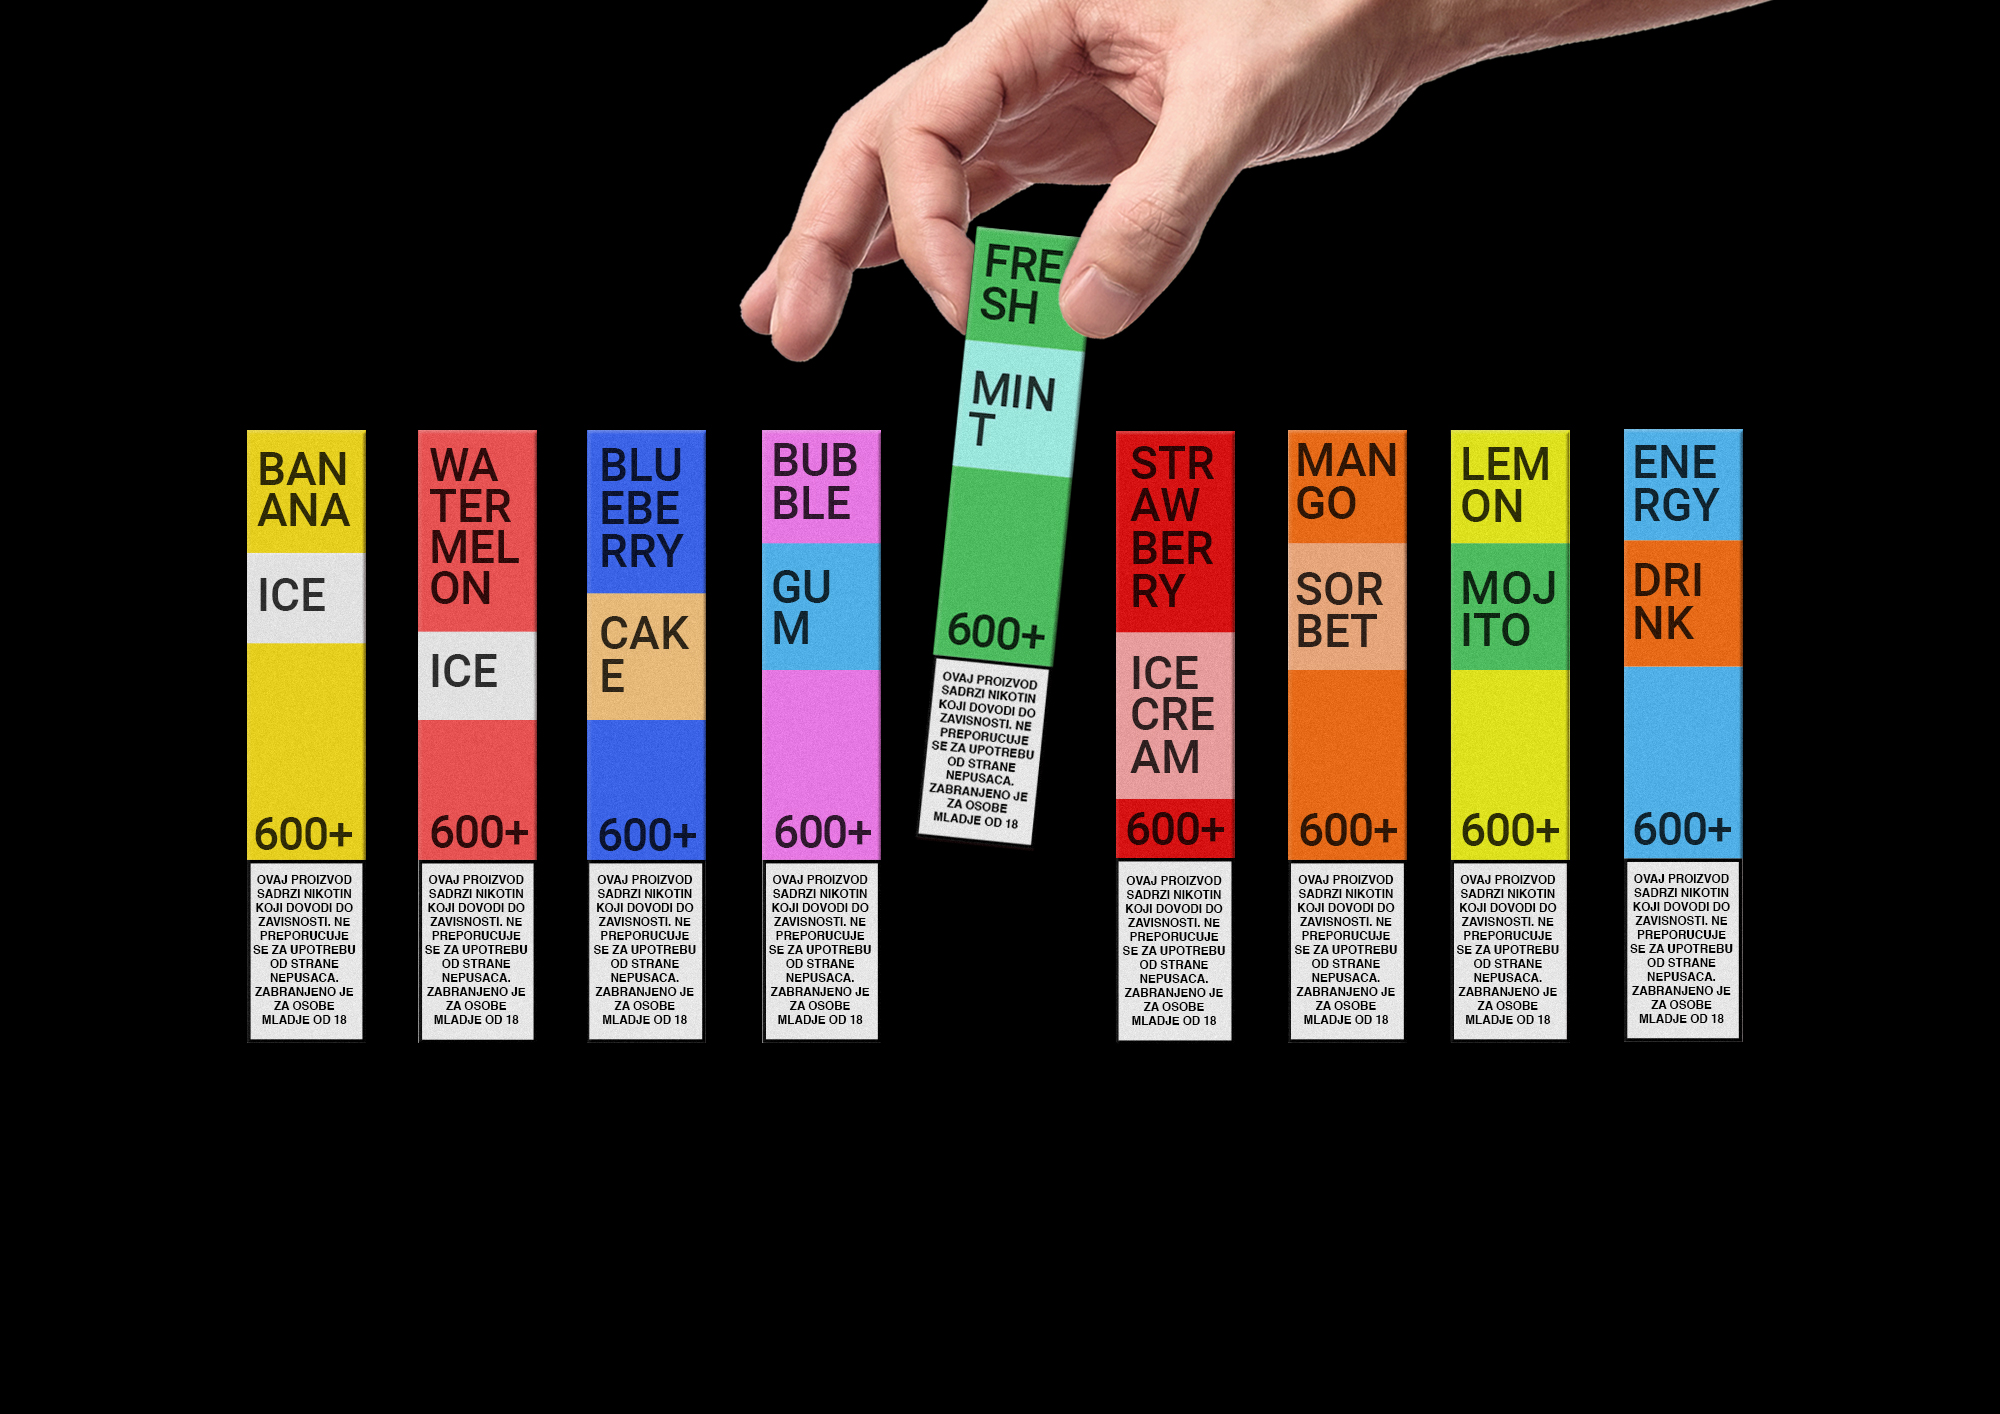 BAN
ANA
ICE
600+
OVAJ PROIZVOD
SADRZI NIKOTIN
KOJI DOVODI DO
ZAVISNOSTI. NE
PREPORUCUJE
SE ZA UPOTREBU
OD STRANE
NEPUSACA.
ZABRANJENO JE
ZA OSOBE
MLADJE OD 18
WA
TER
MEL
ON
ICE
600+
OVAJ PROIZVOD
SADRZI NIKOTIN
KOJI DOVODI DO
ZAVISNOSTI. NE
PREPORUCUJE
SE ZA UPOTREBU
OD STRANE
NEPUSACA.
ZABRANJENO JE
ZA OSOBE
MLADJE OD 18
BLU
EBE
RRY
CAK
E
600+
OVAJ PROIZVOD
SADRZI NIKOTIN
KOJI DOVODI DO
ZAVISNOSTI. NE
PREPORUCUJE
SE ZA UPOTREBU
OD STRANE
NEPUSACA.
ZABRANJENO JE
ZA OSOBE
MLADJE OD 18
BUB
BLE
GU
M
600+
OVAJ PROIZVOD
SADRZI NIKOTIN
KOJI DOVODI DO
ZAVISNOSTI. NE
PREPORUCUJE
SE ZA UPOTREBU
OD STRANE
NEPUSACA.
ZABRANJENO JE
ZA OSOBE
MLADJE OD 18
FRE
SH
MIN
T
600+
OVAJ PROIZVOD
SADRZI NIKOTIN
KOJI DOVODI DO
ZAVISNOSTI. NE
PREPORUCUJE
SE ZA UPOTREBU
OD STRANE
NEPUSACA.
ZABRANJENO JE
ZA OSOBE
MLADJE OD 18
STR
AW
BER
RY
ICE
CRE
AM
600+
OVAJ PROIZVOD
SADRZI NIKOTIN
KOJI DOVODI DO
ZAVISNOSTI. NE
PREPORUCUJE
SE ZA UPOTREBU
OD STRANE
NEPUSACA.
ZABRANJENO JE
ZA OSOBE
MLADJE OD 18
MAN
GO
SOR
BET
600+
OVAJ PROIZVOD
SADRZI NIKOTIN
KOJI DOVODI DO
ZAVISNOSTI. NE
PREPORUCUJE
SE ZA UPOTREBU
OD STRANE
NEPUSACA.
ZABRANJENO JE
ZA OSOBE
MLADJE OD 18
LEM
ON
MOJ
ITO
600+
OVAJ PROIZVOD
SADRZI NIKOTIN
KOJI DOVODI DO
ZAVISNOSTI. NE
PREPORUCUJE
SE ZA UPOTREBU
OD STRANE
NEPUSACA.
ZABRANJENO JE
ZA OSOBE
MLADJE OD 18
ENE
RGY
DRI
NK
600+
OVAJ PROIZVOD
SADRZI NIKOTIN
KOJI DOVODI DO
ZAVISNOSTI. NE
PREPORUCUJE
SE ZA UPOTREBU
OD STRANE
NEPUSACA.
ZABRANJENO JE
ZA OSOBE
MLADJE OD 18